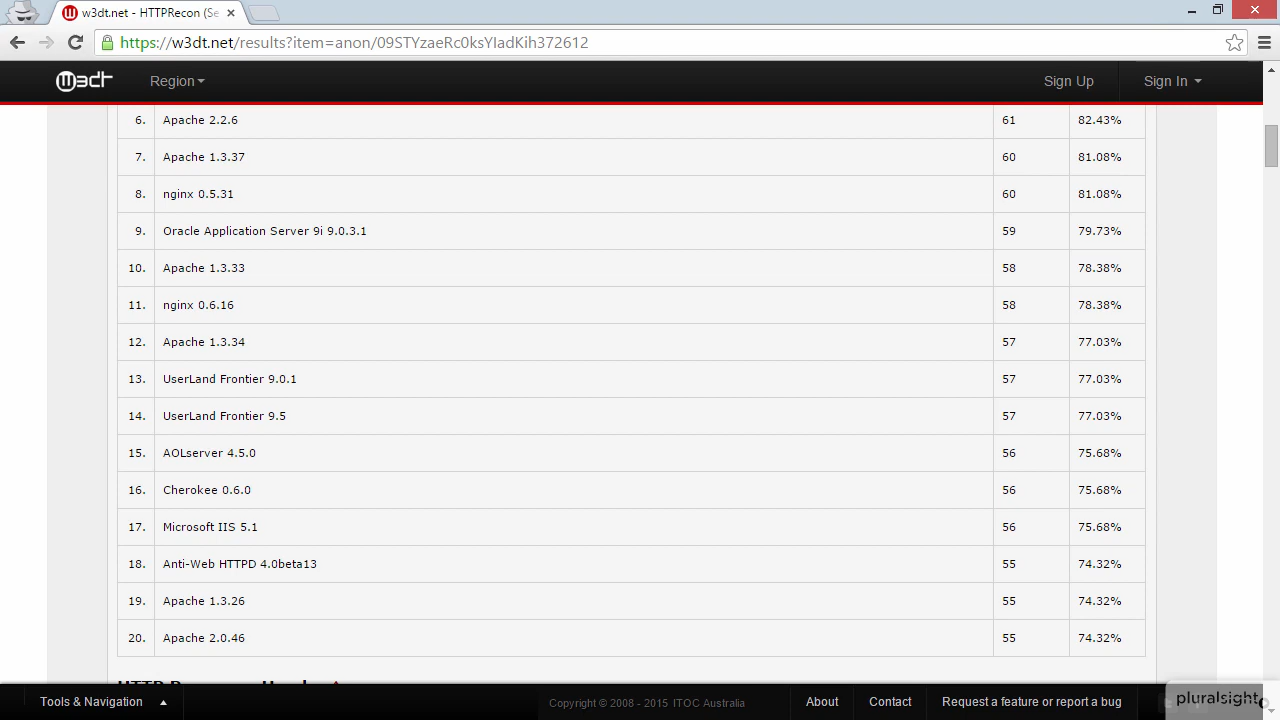 w3dt.net - HTTPRecon (Se
https://w3dt.net/results?item=anon/09STYzaeRc0ksYIadKih372612
w3dt Region Sign Up Sign In
6. Apache 2.2.6 61 82.43%
7. Apache 1.3.37 60 81.08%
8. nginx 0.5.31 60 81.08%
9. Oracle Application Server 9i 9.0.3.1 59 79.73%
10. Apache 1.3.33 58 78.38%
11. nginx 0.6.16 58 78.38%
12. Apache 1.3.34 57 77.03%
13. UserLand Frontier 9.0.1 57 77.03%
14. UserLand Frontier 9.5 57 77.03%
15. AOLserver 4.5.0 56 75.68%
16. Cherokee 0.6.0 56 75.68%
17. Microsoft IIS 5.1 56 75.68%
18. Anti-Web HTTPD 4.0beta13 55 74.32%
19. Apache 1.3.26 55 74.32%
20. Apache 2.0.46 55 74.32%
Tools & Navigation Copyright © 2008 - 2015 ITOC Australia About Contact Request a feature or report a bug pluralsight